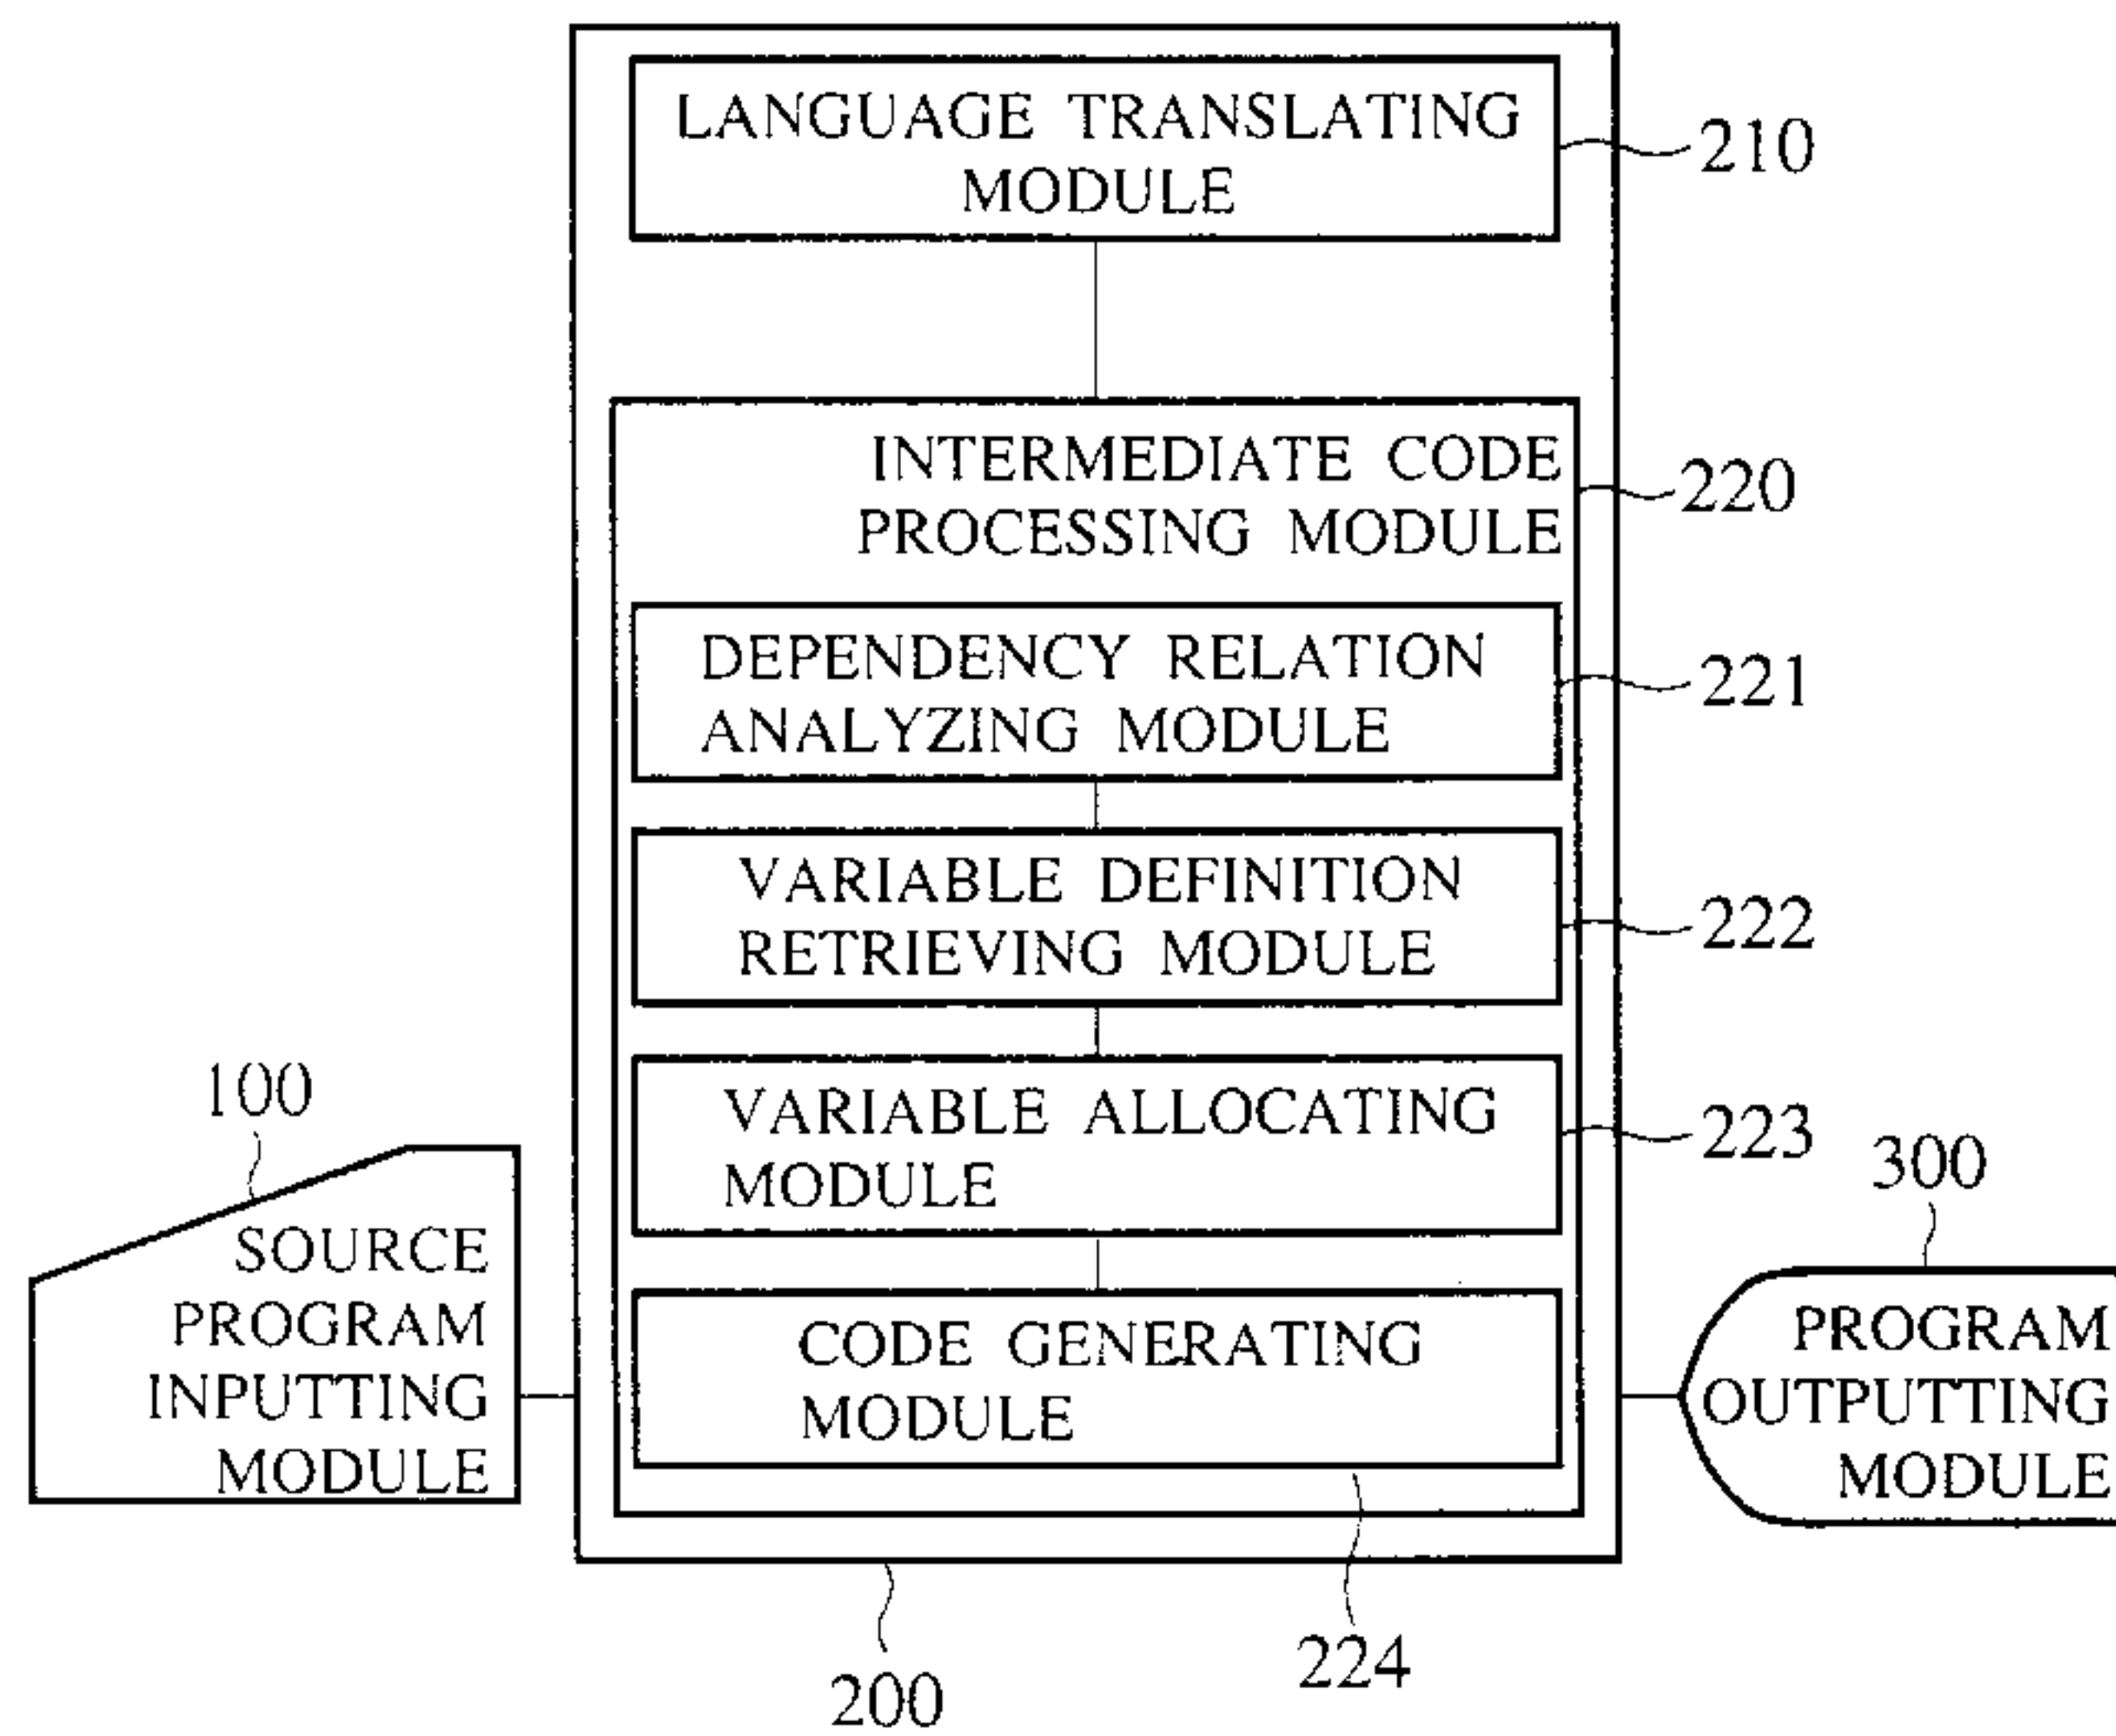 LANGUAGE TRANSLATING
MODULE
210
INTERMEDIATE CODE
PROCESSING MODULE
220
DEPENDENCY RELATION
ANALYZING MODULE
221
VARIABLE DEFINITION
RETRIEVING MODULE
222
VARIABLE ALLOCATING
MODULE
223
CODE GENERATING
MODULE
224
100
SOURCE
PROGRAM
INPUTTING
MODULE
300
PROGRAM
OUTPUTTING
MODULE
200